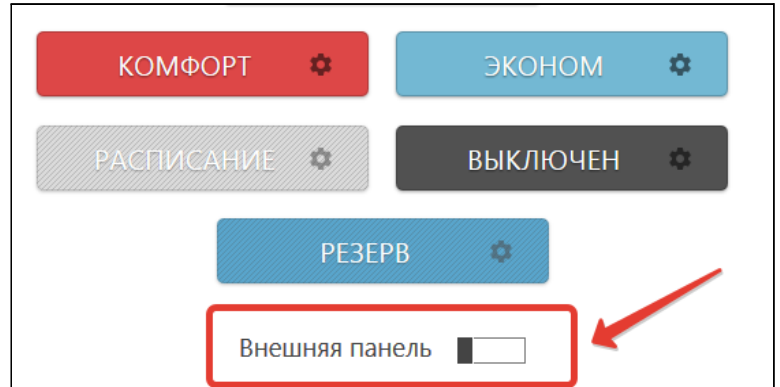 КОМФОРТ ЭКОНОМ
РАСПИСАНИЕ ВЫКЛЮЧЕН
РЕЗЕРВ
Внешняя панель